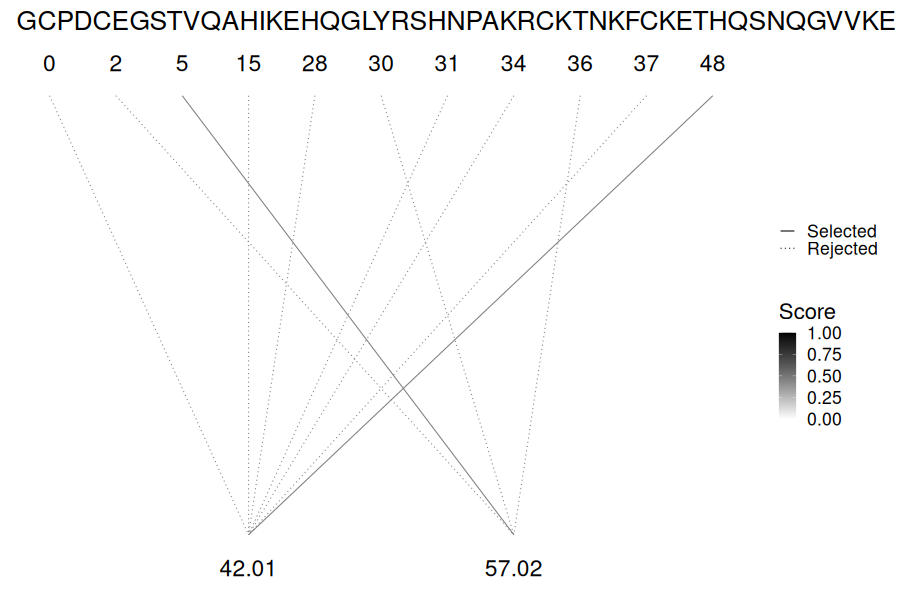 GCPDCEGSTVQAHIKEHQGLYRSHNPAKRCKTNKFCKETHQSNQGVVKE
0 2 5 15 28 30 31 34 36 37 48
Selected
Rejected
Score
1.00
0.75
0.50
0.25
0.00
42.01 57.02